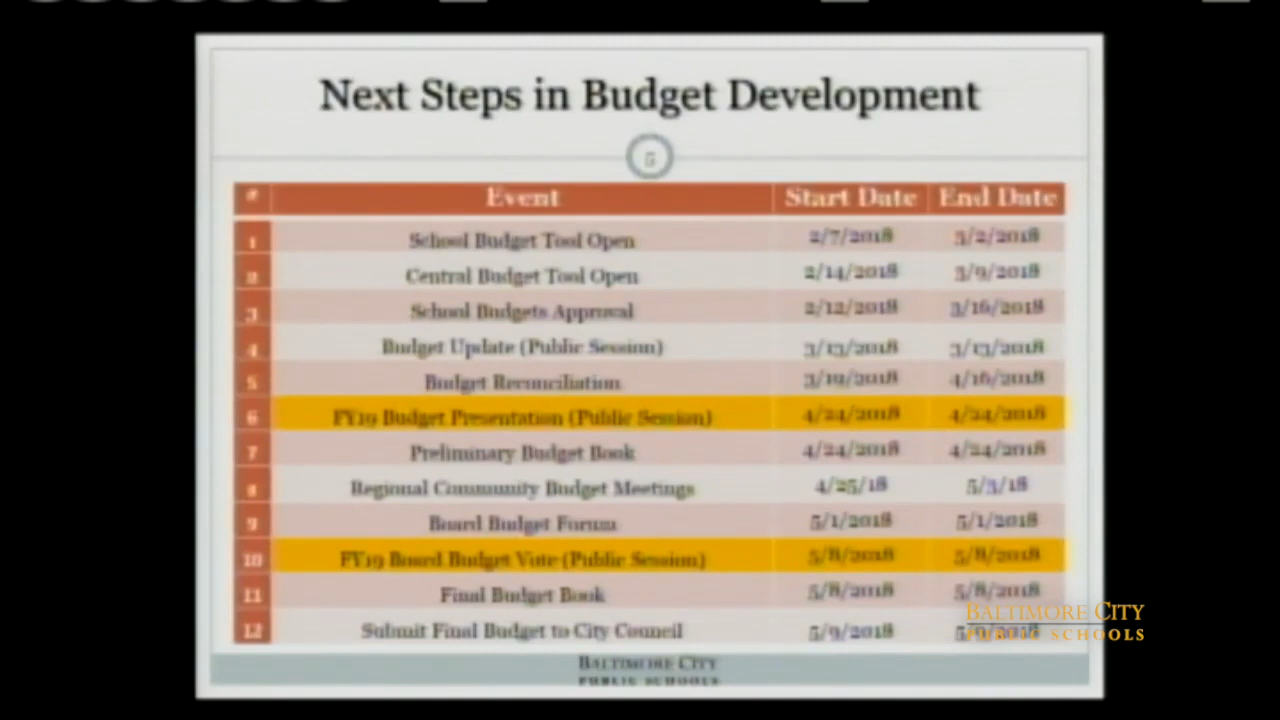 Next Steps in Budget Development
5
# Event Start Date End Date
1 School Budget Tool Open 2/7/2018 3/2/2018
2 Central Budget Tool Open 2/14/2018 3/9/2018
3 School Budgets Approval 2/12/2018 3/16/2018
4 Budget Update (Public Session) 3/13/2018 3/13/2018
5 Budget Reconciliation 3/19/2018 4/16/2018
6 FY19 Budget Presentation (Public Session) 4/24/2018 4/24/2018
7 Preliminary Budget Book 4/24/2018 4/24/2018
8 Regional Community Budget Meetings 4/25/18 5/3/18
9 Board Budget Forum 5/1/2018 5/1/2018
10 FY19 Board Budget Vote (Public Session) 5/8/2018 5/8/2018
11 Final Budget Book 5/8/2018 5/8/2018
12 Submit Final Budget to City Council 5/9/2018 5/9/2018
BALTIMORE CITY
PUBLIC SCHOOLS
BALTIMORE CITY
PUBLIC SCHOOLS